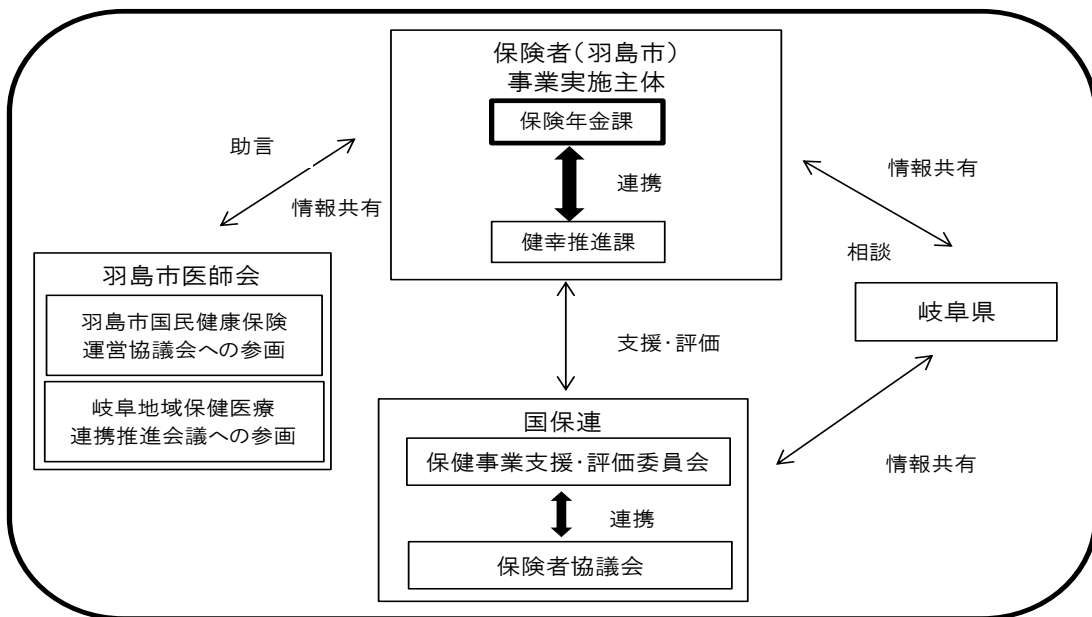 保険者(羽島市)
事業実施主体
保険年金課
連携
健幸推進課
助言
情報共有
情報共有
相談
羽島市医師会
羽島市国民健康保険
運営協議会への参画
岐阜地域保健医療
連携推進会議への参画
岐阜県
支援・評価
国保連
保健事業支援・評価委員会
連携
保険者協議会
情報共有